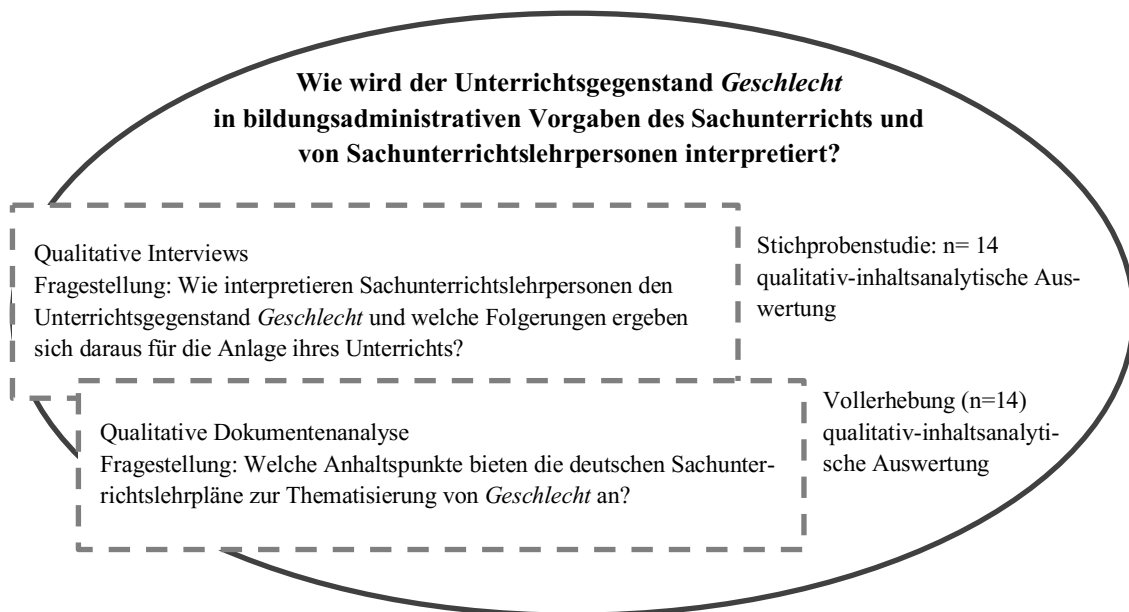 Wie wird der Unterrichtsgegenstand Geschlecht
in bildungsadministrativen Vorgaben des Sachunterrichts und
von Sachunterrichtslehrpersonen interpretiert?
Qualitative Interviews
Fragestellung: Wie interpretieren Sachunterrichtslehrpersonen den
Unterrichtsgegenstand Geschlecht und welche Folgerungen ergeben
sich daraus für die Anlage ihres Unterrichts?
Stichprobenstudie: n= 14
qualitativ-inhaltsanalytische Aus-
wertung
Qualitative Dokumentenanalyse
Fragestellung: Welche Anhaltspunkte bieten die deutschen Sachunter-
richtslehrpläne zur Thematisierung von Geschlecht an?
Vollerhebung (n=14)
qualitativ-inhaltsanalyti-
sche Auswertung